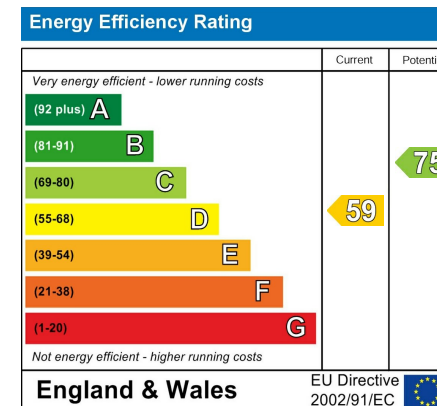 Energy Efficiency Rating
Current Potenti
Very energy efficient - lower running costs
(92 plus) A
(81-91) B
(69-80) C
75
(55-68) D
59
(39-54) E
(21-38) F
(1-20) G
Not energy efficient - higher running costs
England & Wales
EU Directive
2002/91/EC